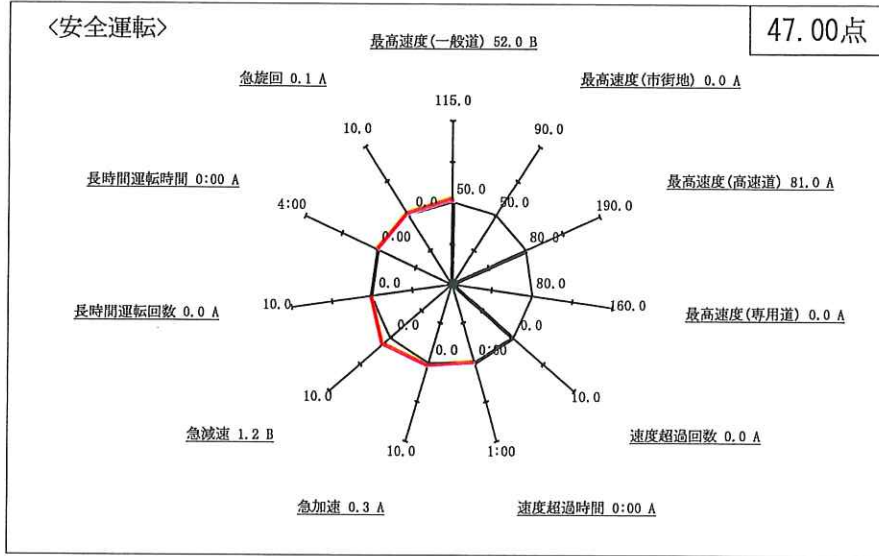 〈安全運転〉
47.00点
最高速度(一般道) 52.0 B
急旋回 0.1 A
最高速度(市街地) 0.0 A
115.0
10.0
90.0
長時間運転時間 0:00 A
最高速度(高速道) 81.0 A
4:00
190.0
0.0
50.0
50.0
0.00
80.0
長時間運転回数 0.0 A
10.0
0.0
80.0
160.0
最高速度(専用道) 0.0 A
0.0
0.0
0.0
0:00
10.0
10.0
急減速 1.2 B
10.0
1:00
速度超過回数 0.0 A
急加速 0.3 A
速度超過時間 0:00 A